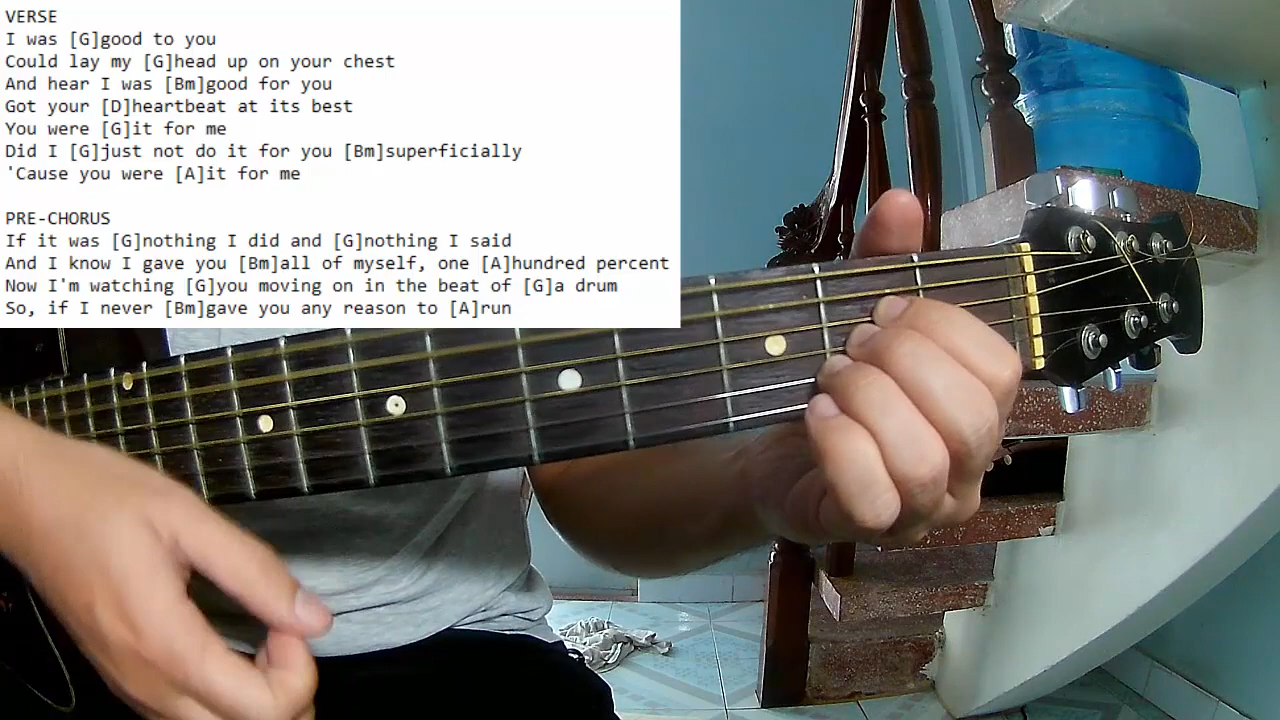 VERSE
I was [G]good to you
Could lay my [G]head up on your chest
And hear I was [Bm]good for you
Got your [D]heartbeat at its best
You were [G]it for me
Did I [G]just not do it for you [Bm]superficially
'Cause you were [A]it for me
PRE-CHORUS
If it was [G]nothing I did and [G]nothing I said
And I know I gave you [Bm]all of myself, one [A]hundred percent
Now I'm watching [G]you moving on in the beat of [G]a drum
So, if I never [Bm]gave you any reason to [A]run